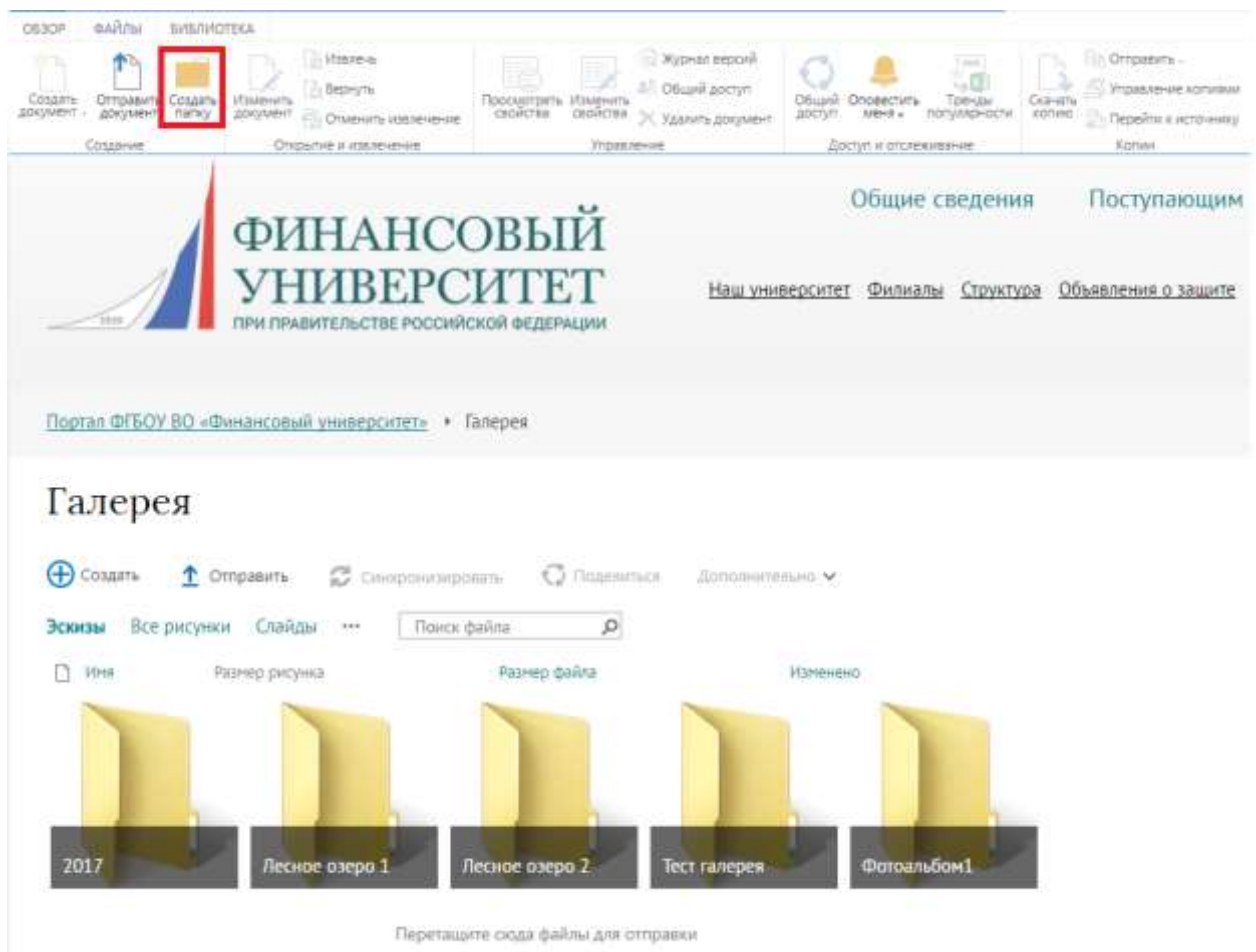 ОБЗОР ФАЙЛЫ БИБЛИОТЕКА
Создать документ Отправить документ Создать папку Изменить документ Извлечь Вернуть Отменить извлечение
Просмотреть свойства Изменить свойства Журнал версий Общий доступ Удалить документ
Общий доступ Оповестить меня Тренды популярности
Скачать копию Отправить Управление копиями Перейти к источнику
Создание Открытие и извлечение Управление Доступ и отслеживание Копии
Общие сведения Поступающим
ФИНАНСОВЫЙ
УНИВЕРСИТЕТ
ПРИ ПРАВИТЕЛЬСТВЕ РОССИЙСКОЙ ФЕДЕРАЦИИ
Наш университет Филиалы Структура Объявления о защите
Портал ФГБОУ ВО «Финансовый университет» Галерея
Галерея
Создать Отправить Синхронизировать Поделиться Дополнительно
Эскизы Все рисунки Слайды ••• Поиск файла
Имя Размер рисунка Размер файла Изменено
2017 Лесное озеро 1 Лесное озеро 2 Тест галерея Фотоальбом1
Перетащите сюда файлы для отправки